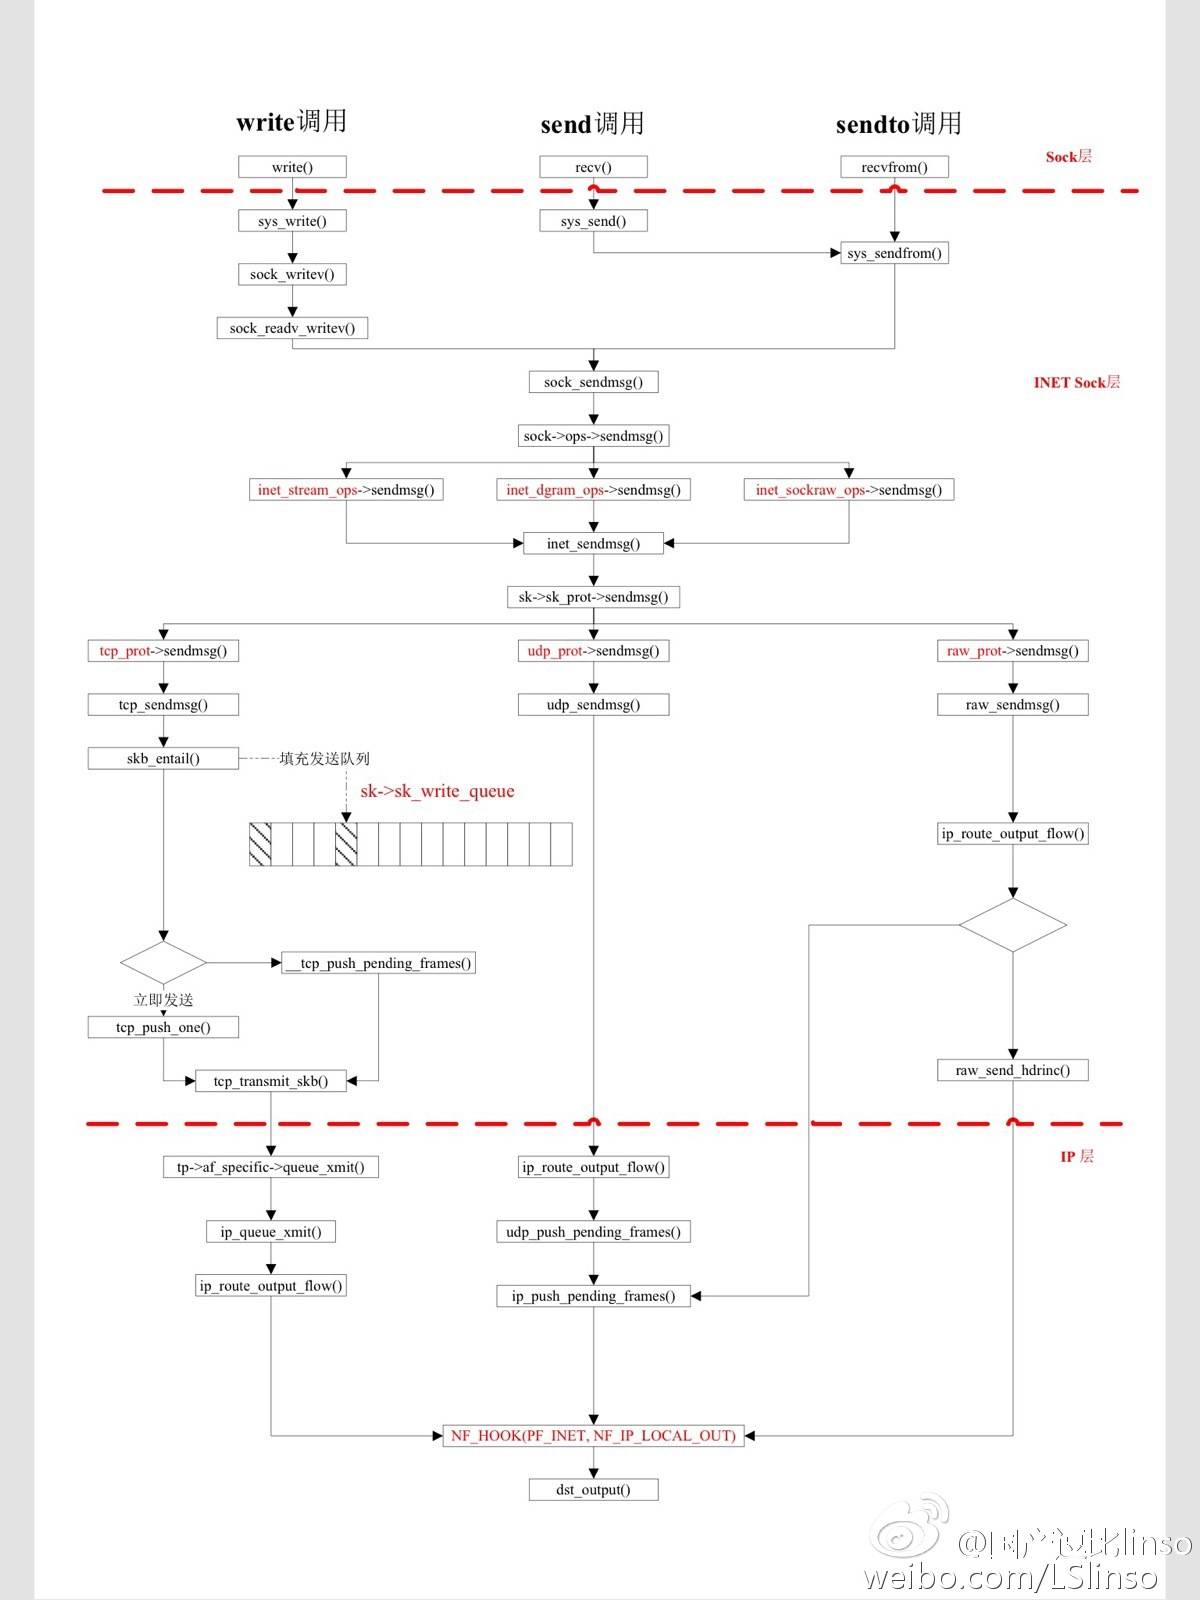 write调用 send调用 sendto调用
Sock层
write() recv() recvfrom()
sys_write() sys_send()
sys_sendfrom()
sock_writev()
sock_readv_writev()
sock_sendmsg() INET Sock层
sock->ops->sendmsg()
inet_stream_ops->sendmsg() inet_dgram_ops->sendmsg() inet_sockraw_ops->sendmsg()
inet_sendmsg()
sk->sk_prot->sendmsg()
tcp_prot->sendmsg() udp_prot->sendmsg() raw_prot->sendmsg()
tcp_sendmsg() udp_sendmsg() raw_sendmsg()
skb_entail() 填充发送队列
sk->sk_write_queue
ip_route_output_flow()
__tcp_push_pending_frames()
立即发送
tcp_push_one()
raw_send_hdrinc()
tcp_transmit_skb()
IP 层
tp->af_specific->queue_xmit() ip_route_output_flow()
ip_queue_xmit() udp_push_pending_frames()
ip_route_output_flow() ip_push_pending_frames()
NF_HOOK(PF_INET, NF_IP_LOCAL_OUT)
dst_output()
weibo.com/LSlinso